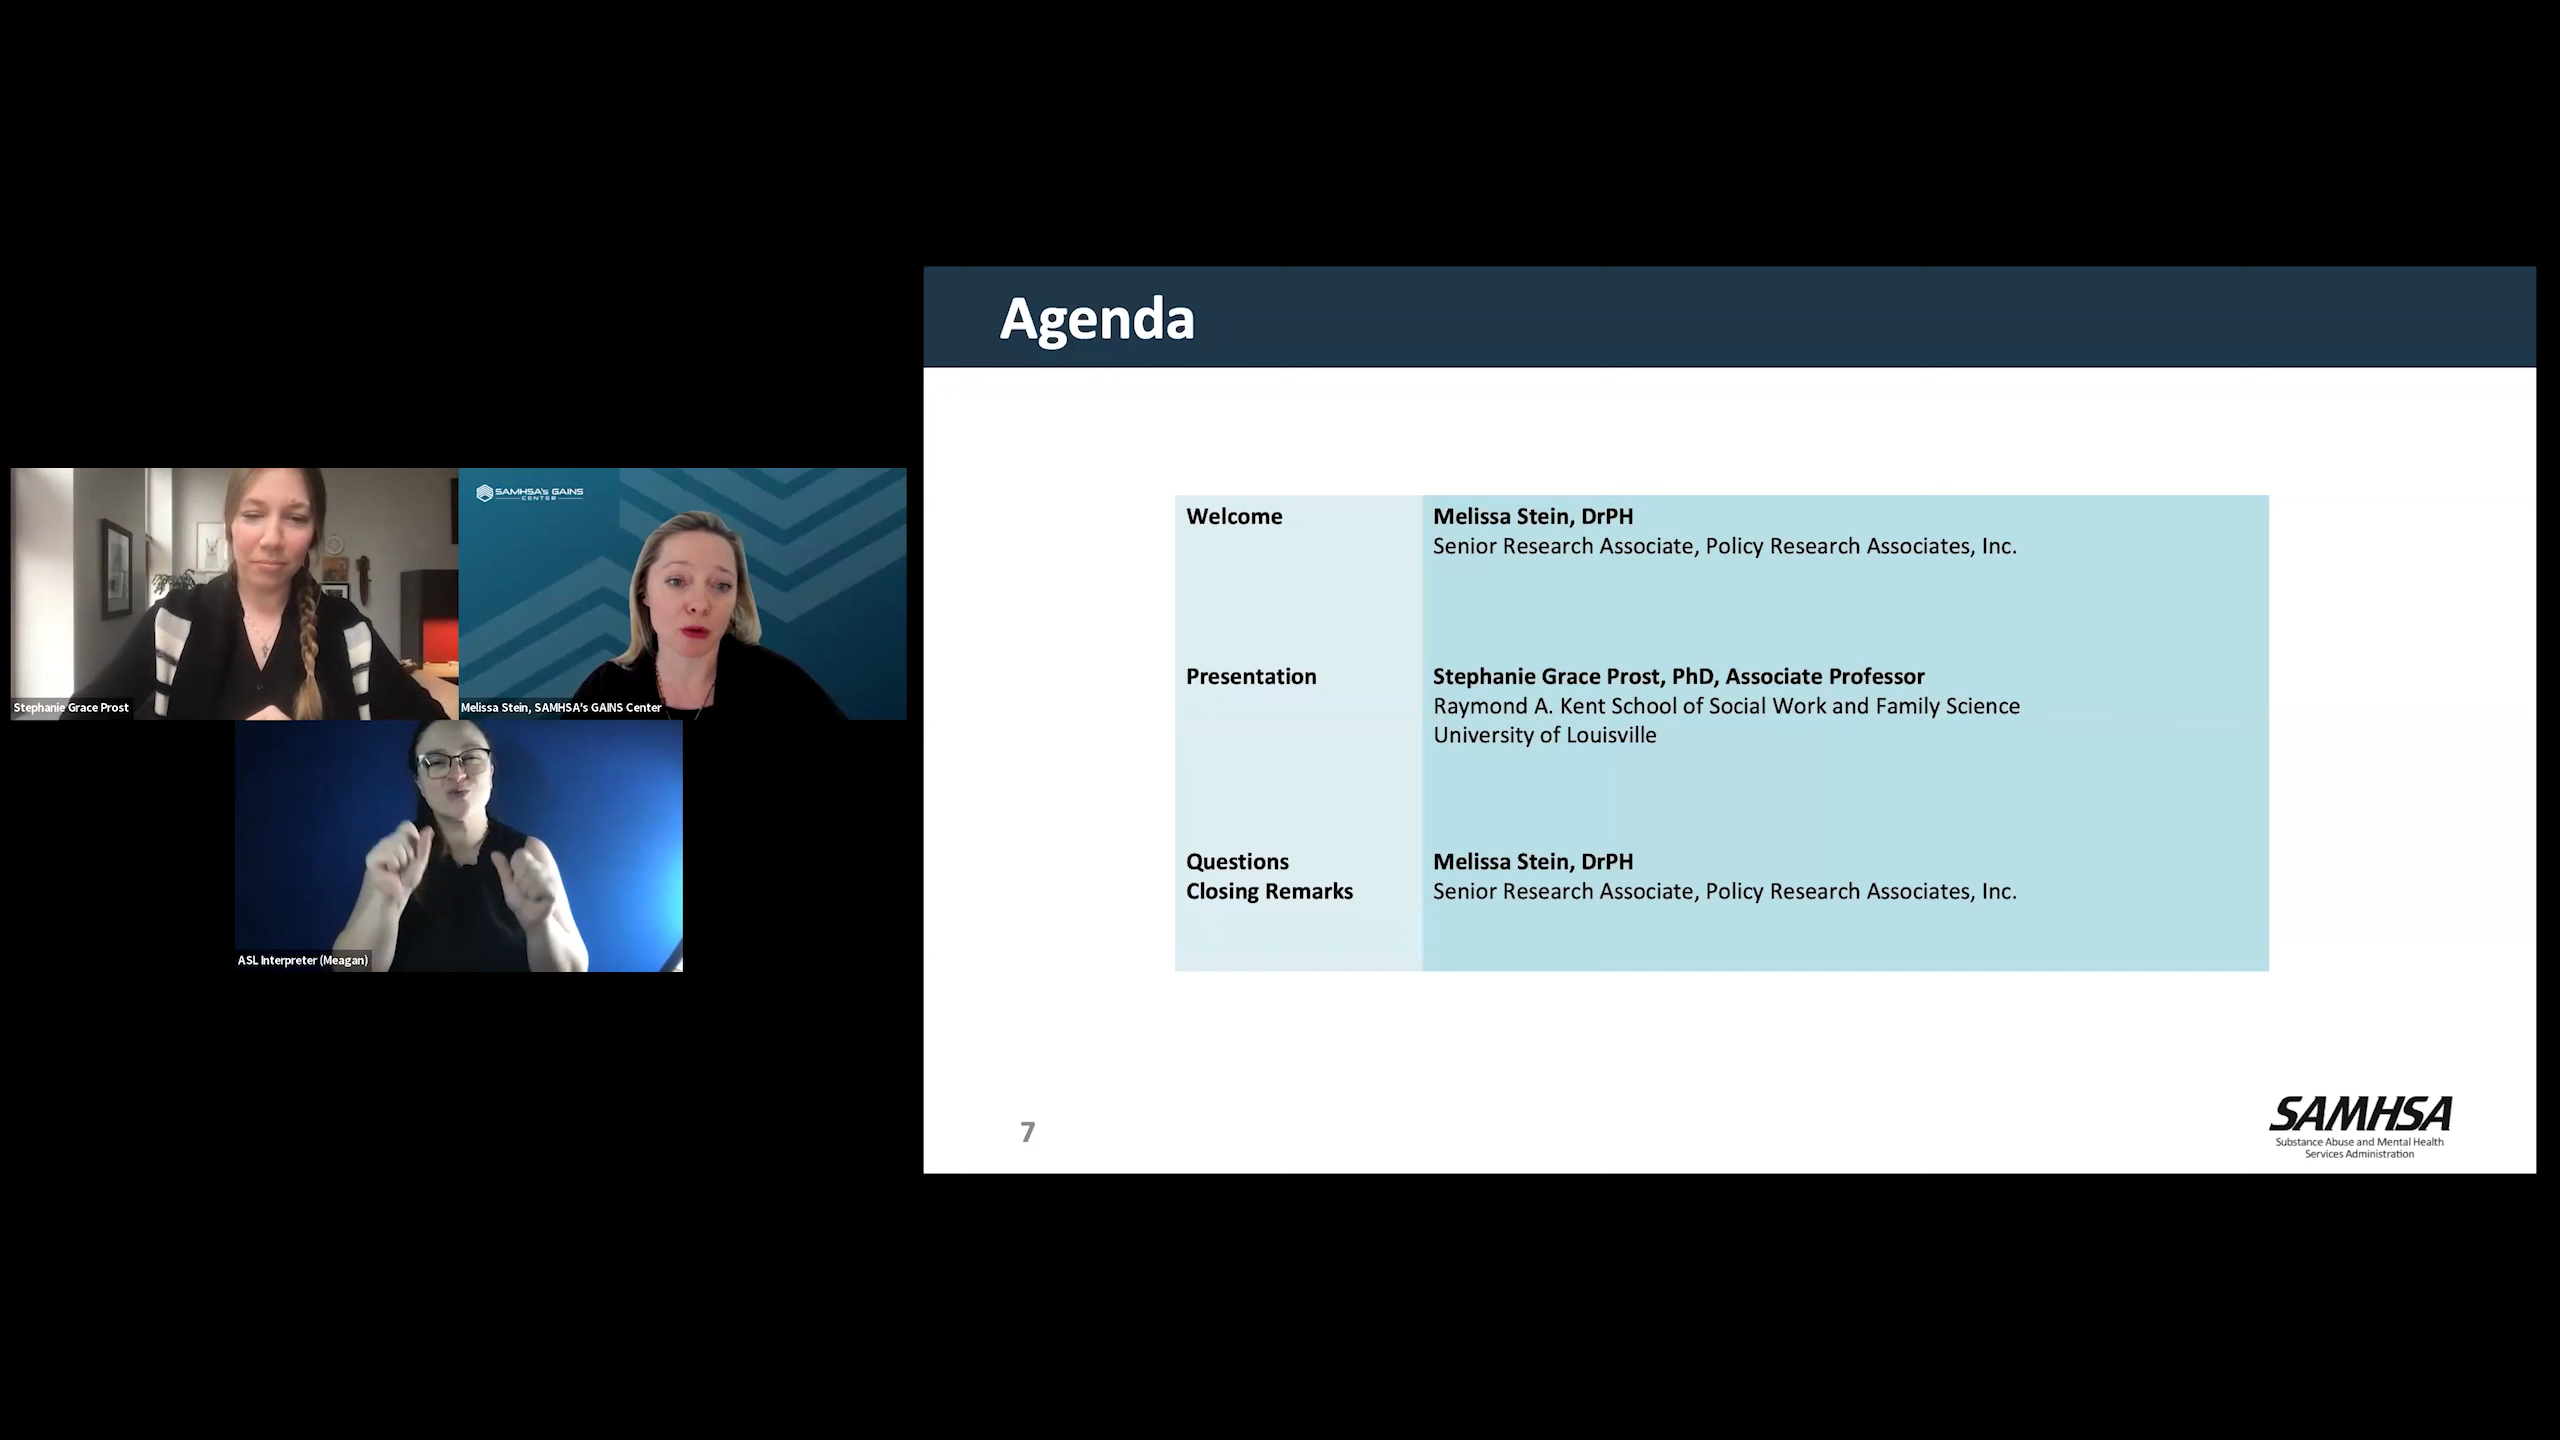 SAMHSA's GAINS
CENTER
Stephanie Grace Prost
Melissa Stein, SAMHSA's GAINS Center
ASL Interpreter (Meagan)
Agenda
Welcome
Melissa Stein, DrPH
Senior Research Associate, Policy Research Associates, Inc.
Presentation
Stephanie Grace Prost, PhD, Associate Professor
Raymond A. Kent School of Social Work and Family Science
University of Louisville
Questions
Closing Remarks
Melissa Stein, DrPH
Senior Research Associate, Policy Research Associates, Inc.
7
SAMHSA
Substance Abuse and Mental Health
Services Administration